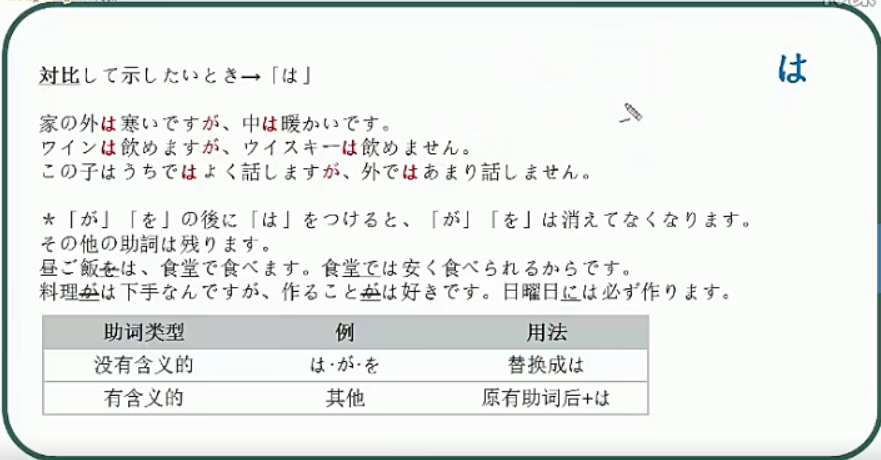 は
対比して示したいとき→「は」
家の外は寒いですが、中は暖かいです。
ワインは飲めますが、ウイスキーは飲めません。
この子はうちではよく話しますが、外ではあまり話しません。
＊「が」「を」の後に「は」をつけると、「が」「を」は消えてなくなります。
その他の助詞は残ります。
昼ご飯をは、食堂で食べます。食堂では安く食べられるからです。
料理がは下手なんですが、作ることがは好きです。日曜日には必ず作ります。
助词类型 例 用法
没有含义的 は·が·を 替换成は
有含义的 其他 原有助词后+は